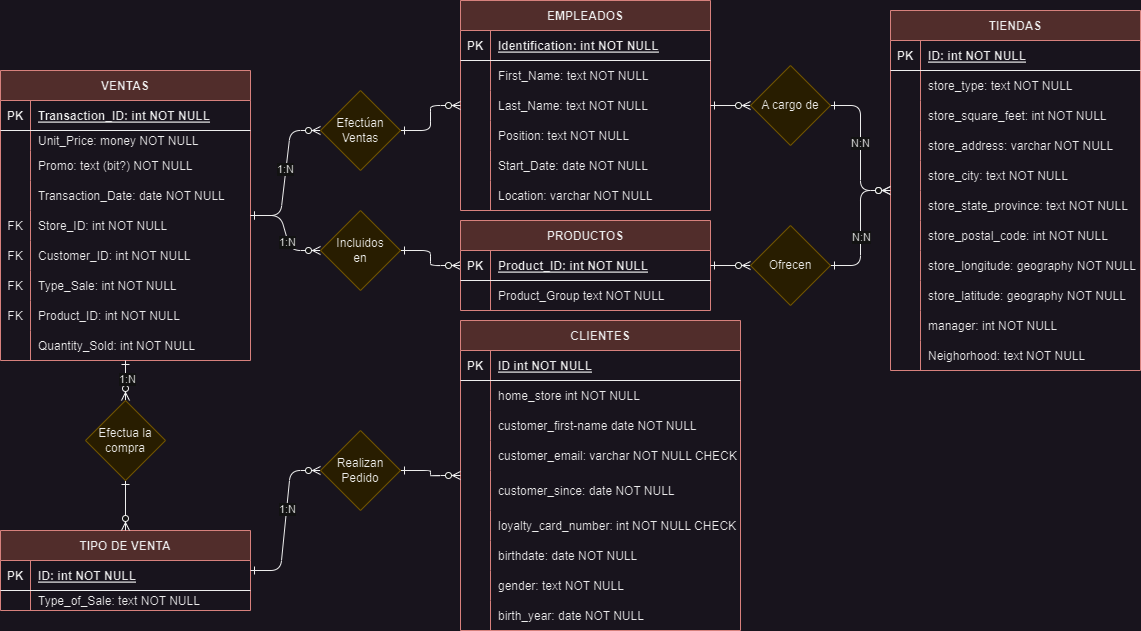 VENTAS
PK Transaction_ID: int NOT NULL
Unit_Price: money NOT NULL
Promo: text (bit?) NOT NULL
Transaction_Date: date NOT NULL
FK Store_ID: int NOT NULL
FK Customer_ID: int NOT NULL
FK Type_Sale: int NOT NULL
FK Product_ID: int NOT NULL
Quantity_Sold: int NOT NULL
1:N
Efectúan
Ventas
1:N
Incluidos
en
EMPLEADOS
PK Identification: int NOT NULL
First_Name: text NOT NULL
Last_Name: text NOT NULL
Position: text NOT NULL
Start_Date: date NOT NULL
Location: varchar NOT NULL
PRODUCTOS
PK Product_ID: int NOT NULL
Product_Group text NOT NULL
A cargo de
N:N
Ofrecen
N:N
TIENDAS
PK ID: int NOT NULL
store_type: text NOT NULL
store_square_feet: int NOT NULL
store_address: varchar NOT NULL
store_city: text NOT NULL
store_state_province: text NOT NULL
store_postal_code: int NOT NULL
store_longitude: geography NOT NULL
store_latitude: geography NOT NULL
manager: int NOT NULL
Neighorhood: text NOT NULL
1:N
Efectua la
compra
TIPO DE VENTA
PK ID: int NOT NULL
Type_of_Sale: text NOT NULL
1:N
Realizan
Pedido
CLIENTES
PK ID int NOT NULL
home_store int NOT NULL
customer_first-name date NOT NULL
customer_email: varchar NOT NULL CHECK
customer_since: date NOT NULL
loyalty_card_number: int NOT NULL CHECK
birthdate: date NOT NULL
gender: text NOT NULL
birth_year: date NOT NULL